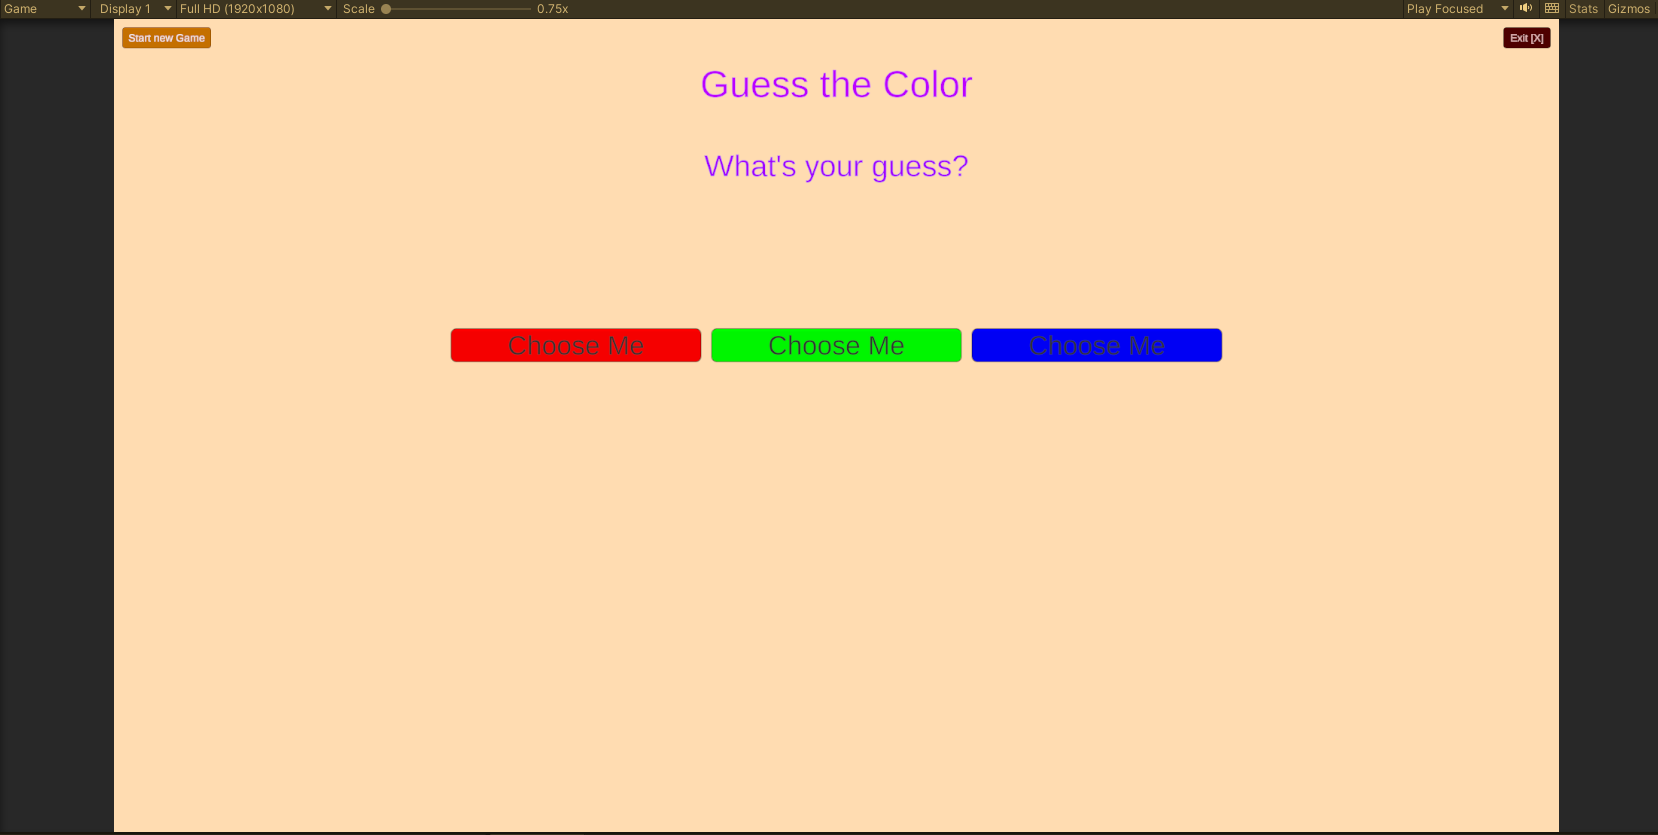 Game Display 1 Full HD (1920x1080) Scale 0.75x Play Focused Stats Gizmos
Start new Game Exit [X]
Guess the Color
What's your guess?
Choose Me Choose Me Choose Me